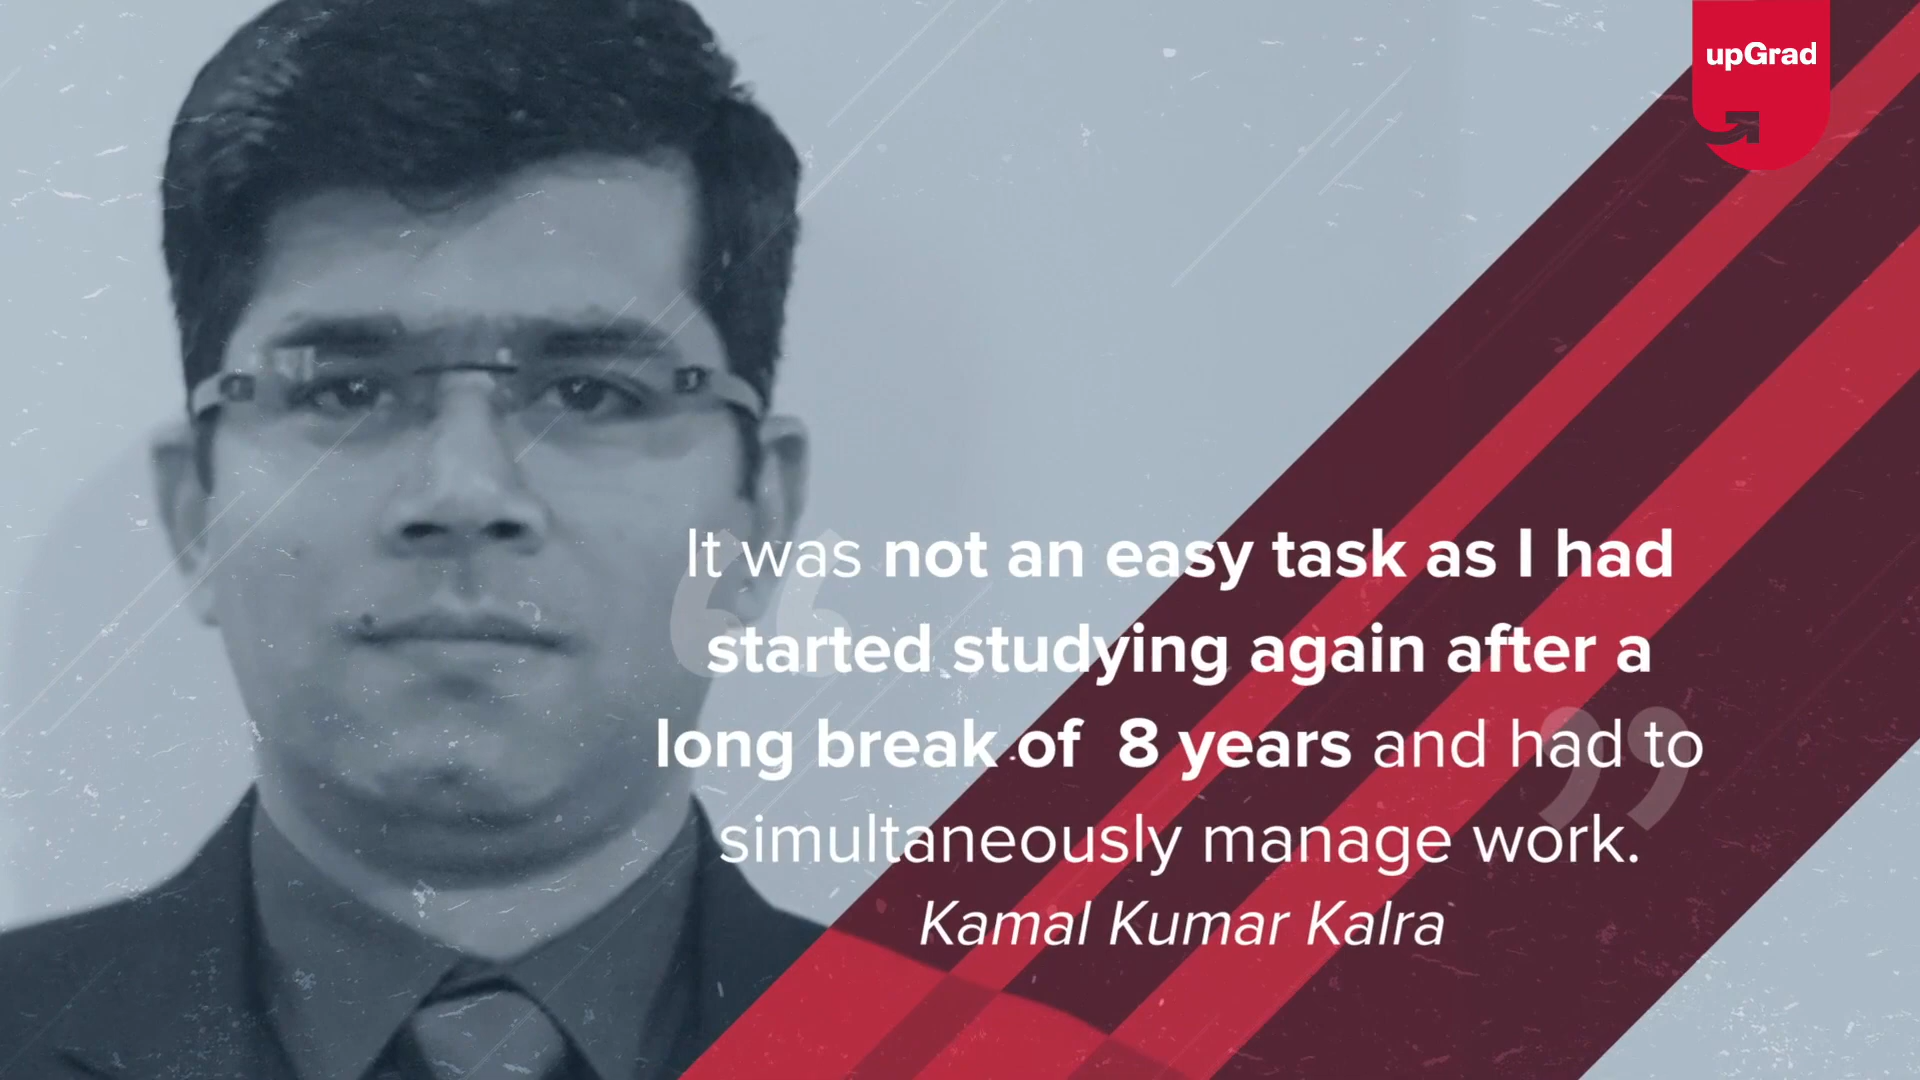 upGrad
It was not an easy task as I had
started studying again after a
long break of  8 years and had to
simultaneously manage work.
Kamal Kumar Kalra